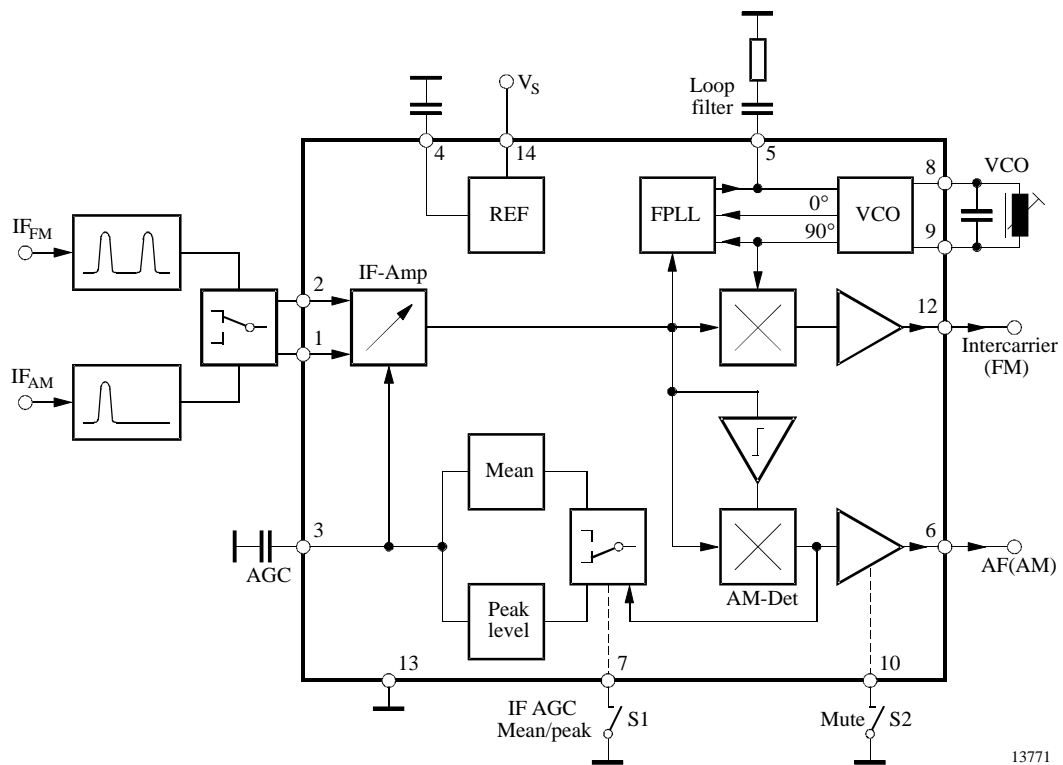 V_S
Loop
filter
4
14
5
8
VCO
REF
FPLL
0°
90°
VCO
9
IF_FM
IF-Amp
2
1
12
Intercarrier
(FM)
IF_AM
Mean
3
AGC
6
AF(AM)
AM-Det
Peak
level
13
7
10
IF AGC
Mean/peak
S1
Mute
S2
13771